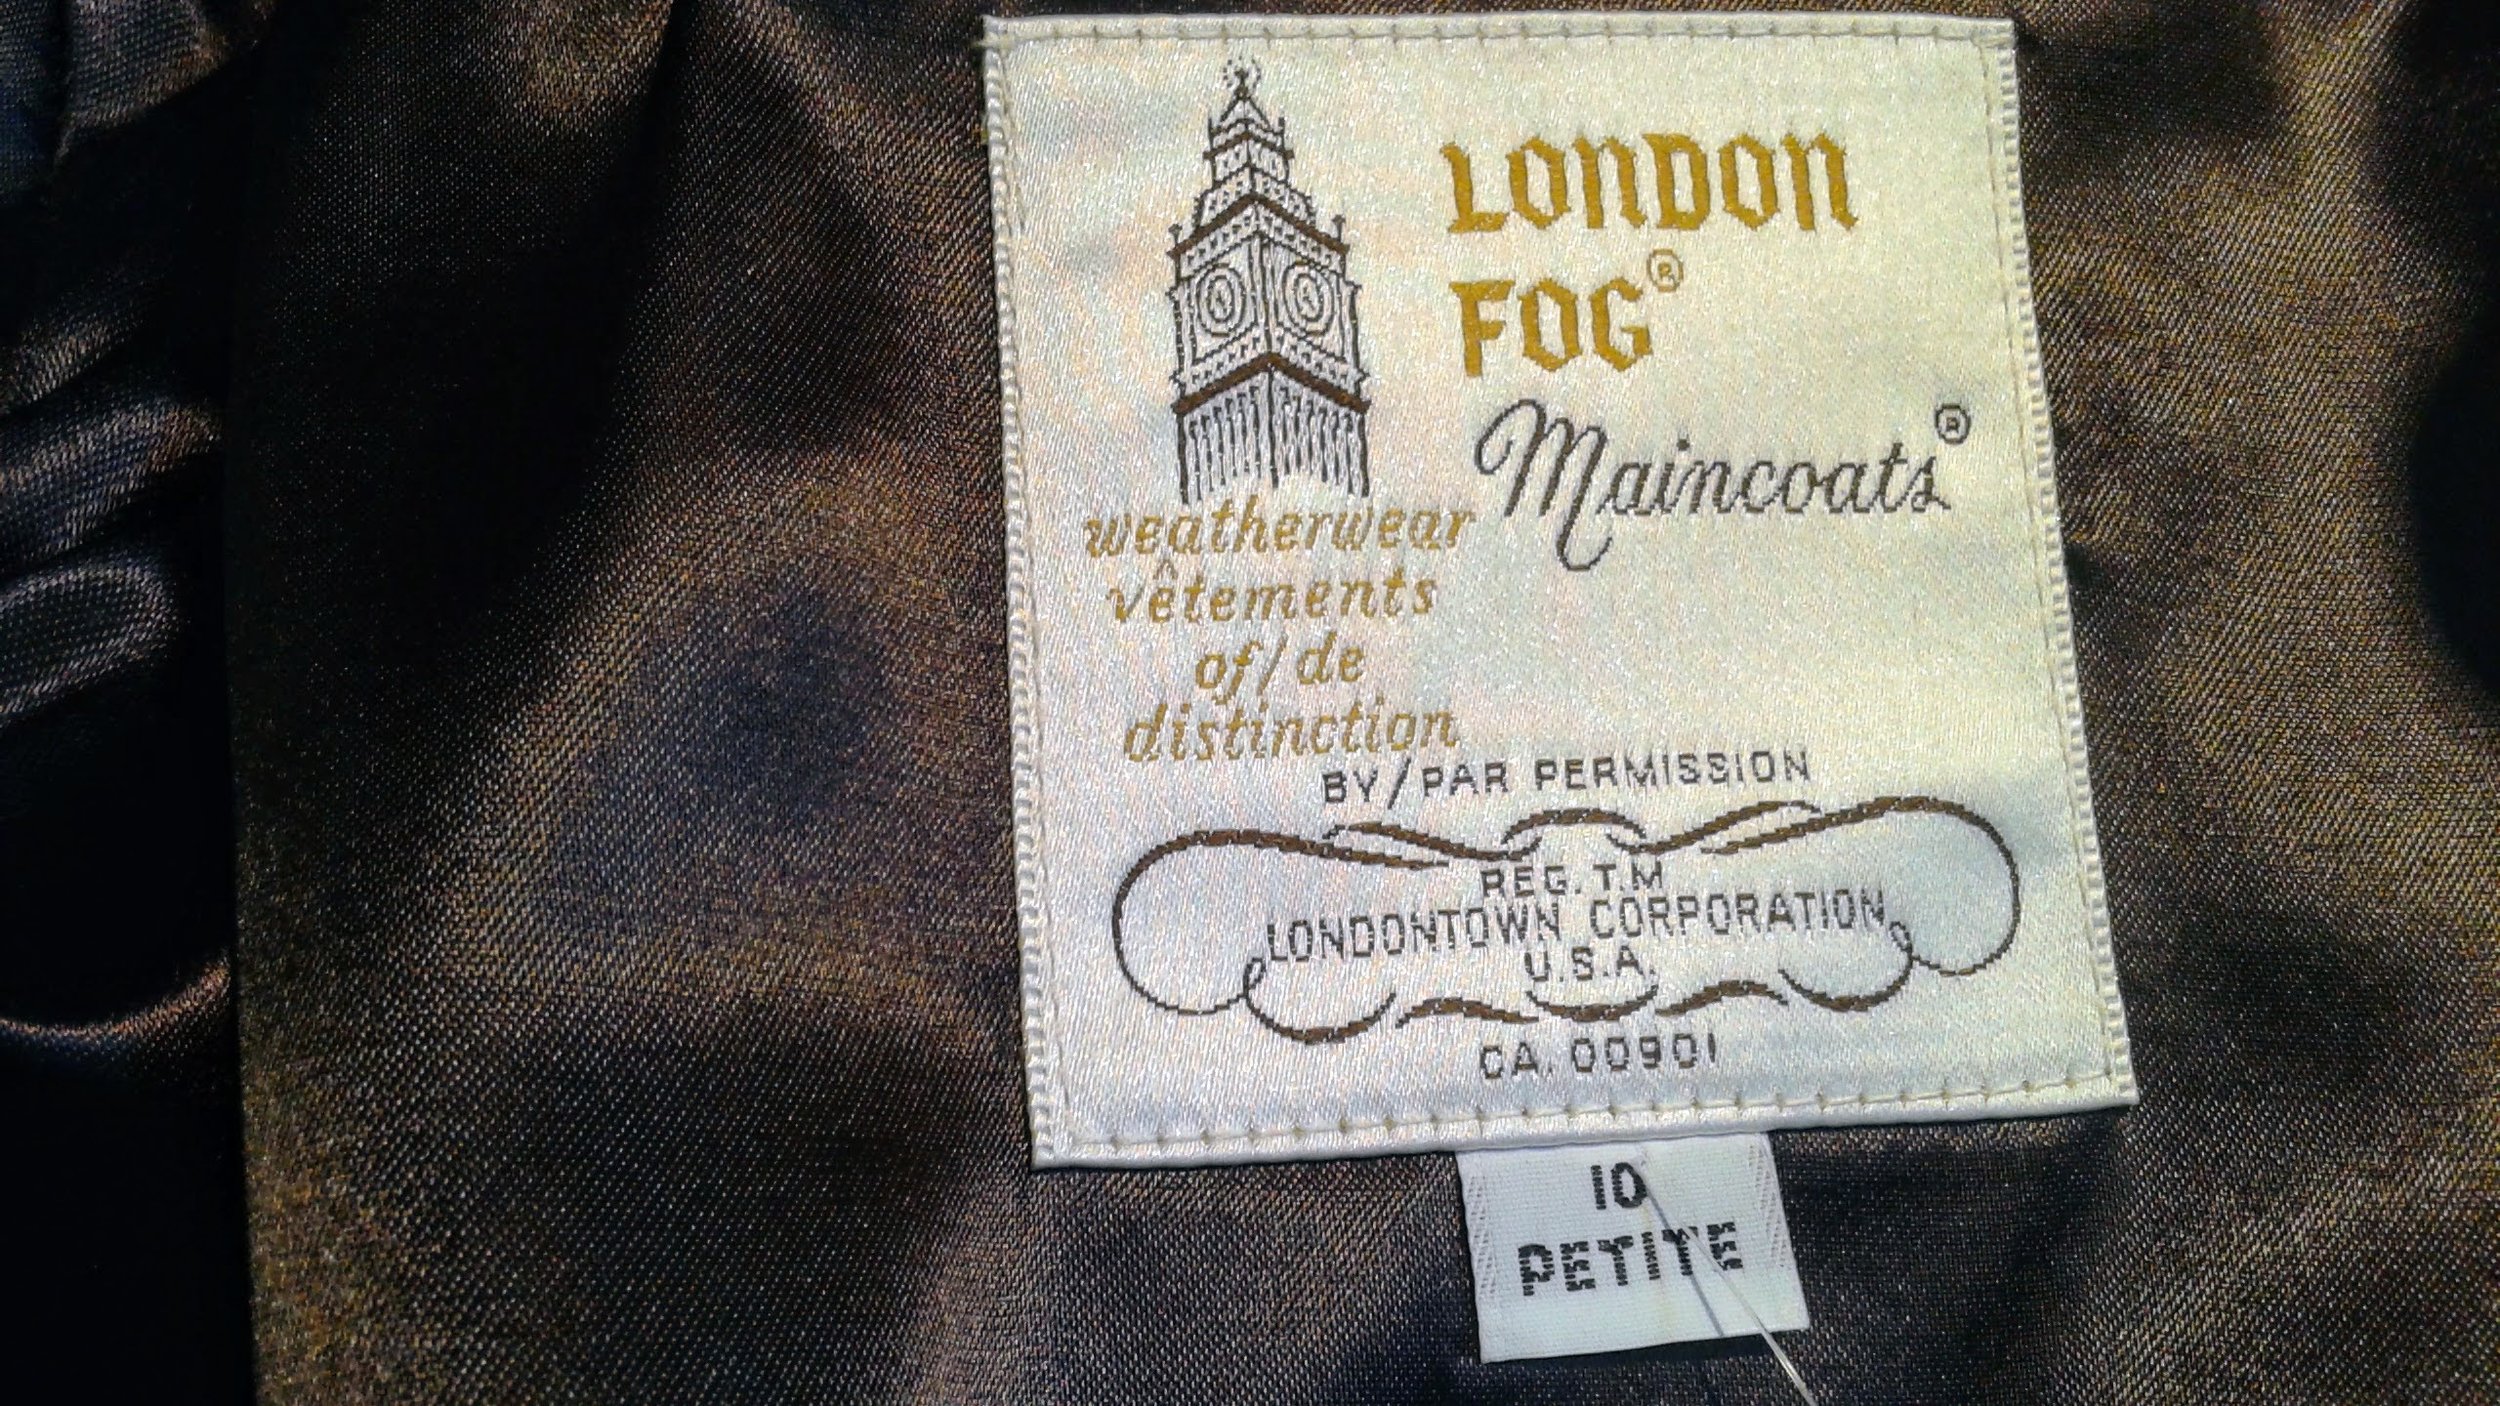 LONDON
FOG®
Maincoats®
weatherwear
vêtements
of/de
distinction
BY/PAR PERMISSION
REG. T.M
LONDONTOWN CORPORATION
U.S.A.
CA. 00901
10
PETITE